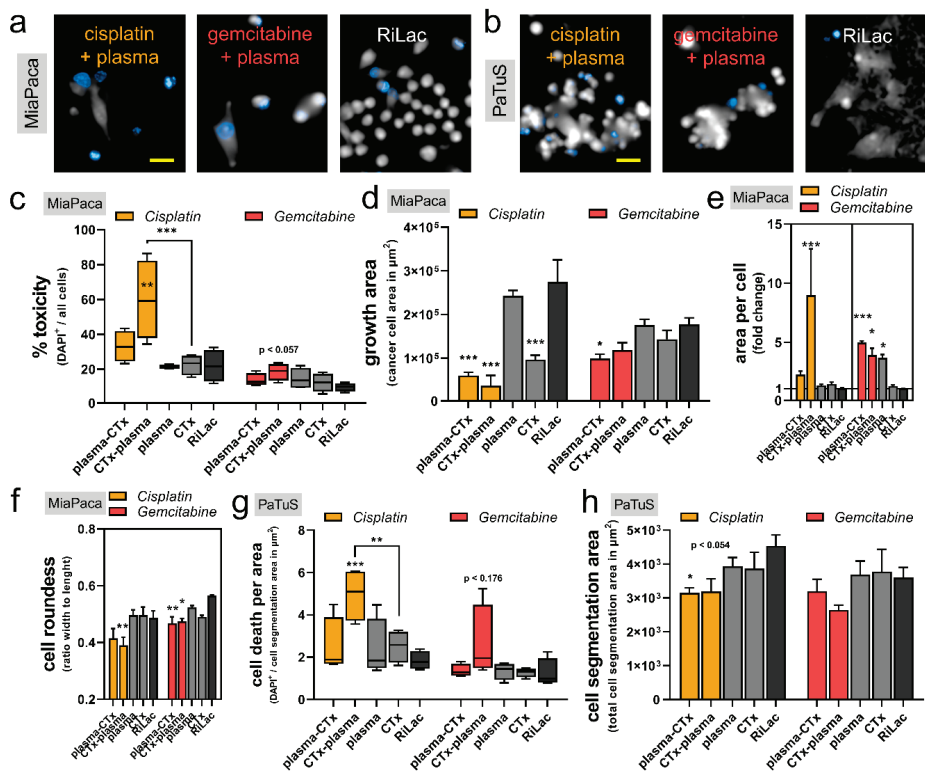 a
MiaPaca
cisplatin
+ plasma
gemcitabine
+ plasma
RiLac
b
PaTuS
cisplatin
+ plasma
gemcitabine
+ plasma
RiLac
c
MiaPaca
Cisplatin
Gemcitabine
% toxicity
(DAPI⁺ / all cells)
100
80
60
40
20
0
***
**
p < 0.057
plasma-CTx
CTx-plasma
plasma
CTx
RiLac
plasma-CTx
CTx-plasma
plasma
CTx
RiLac
d
MiaPaca
Cisplatin
Gemcitabine
growth area
(cancer cell area in µm²)
4×10⁵
3×10⁵
2×10⁵
1×10⁵
0
***
***
***
*
plasma-CTx
CTx-plasma
plasma
CTx
RiLac
plasma-CTx
CTx-plasma
plasma
CTx
RiLac
e
MiaPaca
Cisplatin
Gemcitabine
area per cell
(fold change)
15
10
5
1
***
***
*
*
plasma-CTx
CTx-plasma
plasma
CTx
RiLac
plasma-CTx
CTx-plasma
plasma
CTx
RiLac
f
MiaPaca
Cisplatin
Gemcitabine
cell roundess
(ratio width to lenght)
0.8
0.6
0.4
0.2
**
**
*
plasma-CTx
CTx-plasma
plasma
CTx
RiLac
plasma-CTx
CTx-plasma
plasma
CTx
RiLac
g
PaTuS
Cisplatin
Gemcitabine
cell death per area
(DAPI⁺ / cell segmentation area in µm²)
8
6
4
2
0
**
***
p < 0.176
plasma-CTx
CTx-plasma
plasma
CTx
RiLac
plasma-CTx
CTx-plasma
plasma
CTx
RiLac
h
PaTuS
Cisplatin
Gemcitabine
cell segmentation area
(total cell segmentation area in µm²)
5×10³
4×10³
3×10³
2×10³
1×10³
0
p < 0.054
*
plasma-CTx
CTx-plasma
plasma
CTx
RiLac
plasma-CTx
CTx-plasma
plasma
CTx
RiLac